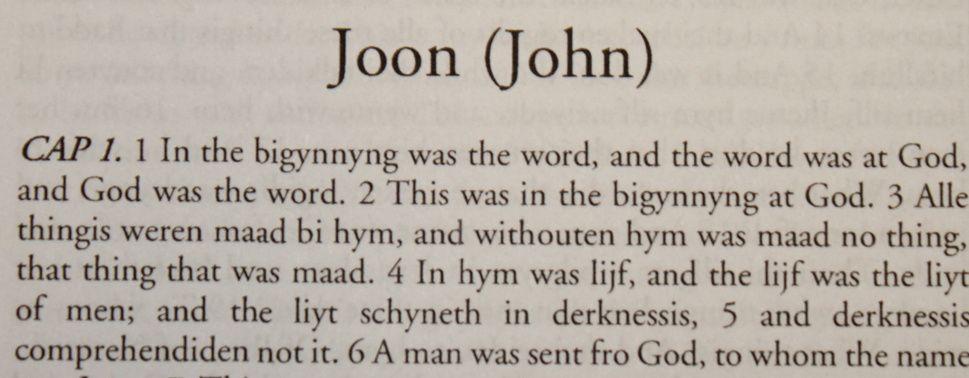 Joon (John)
CAP 1. 1 In the bigynnyng was the word, and the word was at God,
and God was the word. 2 This was in the bigynnyng at God. 3 Alle
thingis weren maad bi hym, and withouten hym was maad no thing,
that thing that was maad. 4 In hym was lijf, and the lijf was the liyt
of men; and the liyt schyneth in derknessis, 5 and derknessis
comprehendiden not it. 6 A man was sent fro God, to whom the name